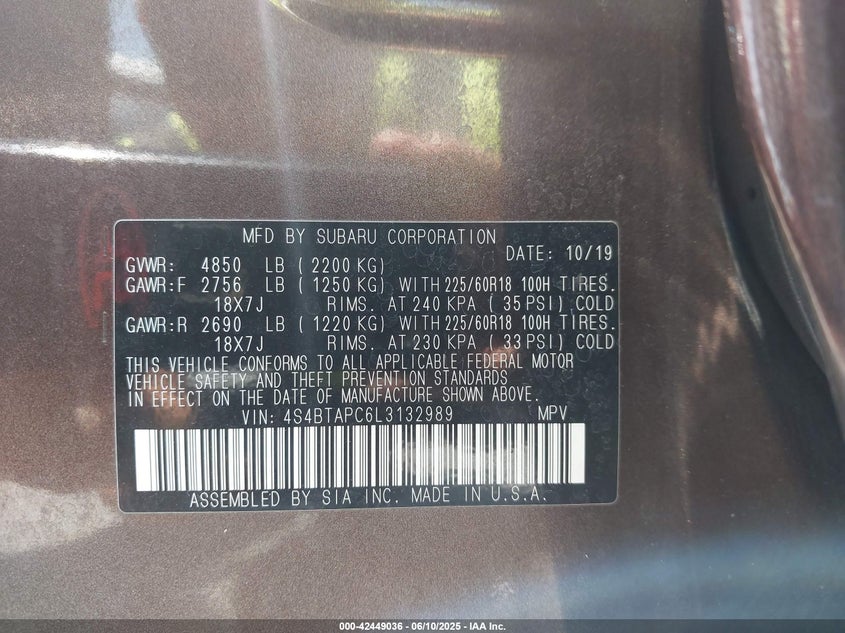 MFD BY SUBARU CORPORATION DATE: 10/19
GVWR: 4850 LB ( 2200 KG)
GAWR:F 2756 LB ( 1250 KG) WITH 225/60R18 100H TIRES.
18X7J RIMS. AT 240 KPA ( 35 PSI) COLD
GAWR:R 2690 LB ( 1220 KG) WITH 225/60R18 100H TIRES.
18X7J RIMS. AT 230 KPA ( 33 PSI) COLD
THIS VEHICLE CONFORMS TO ALL APPLICABLE FEDERAL MOTOR
VEHICLE SAFETY AND THEFT PREVENTION STANDARDS
IN EFFECT ON THE DATE OF MANUFACTURE SHOWN ABOVE.
VIN: 4S4BTAPC6L3132989 MPV
ASSEMBLED BY SIA INC. MADE IN U.S.A.
000-42449036 - 06/10/2025 - IAA Inc.